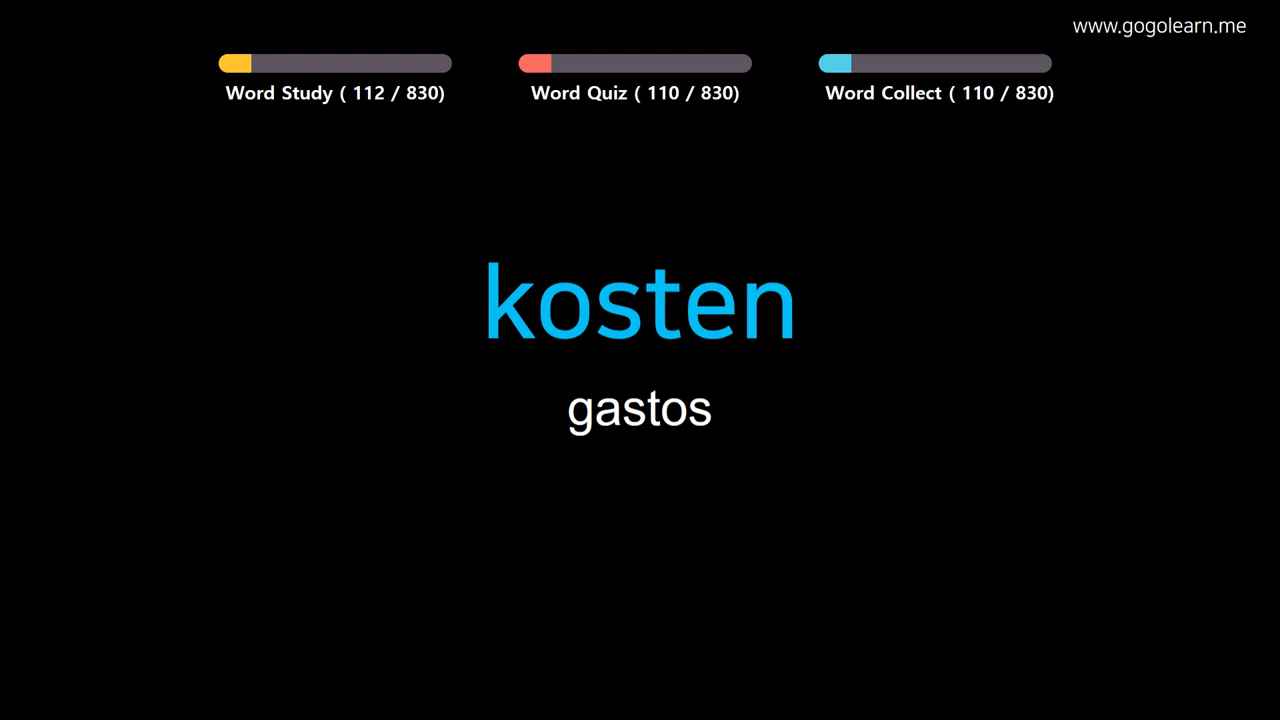 www.gogolearn.me
Word Study ( 112 / 830)
Word Quiz ( 110 / 830)
Word Collect ( 110 / 830)
kosten
gastos